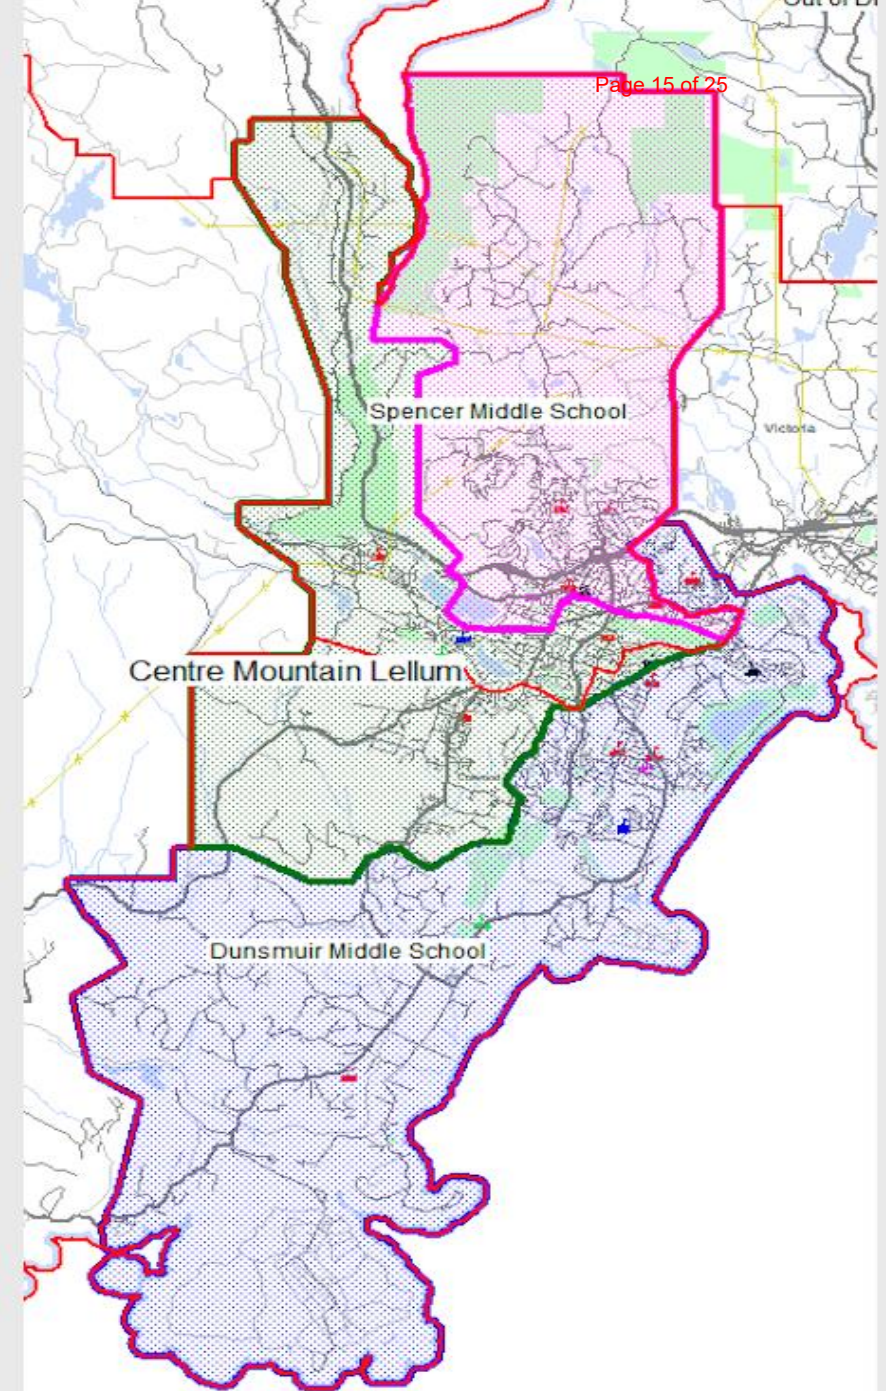 Page 15 of 25
Spencer Middle School
Victoria
Centre Mountain Lellum
Dunsmuir Middle School